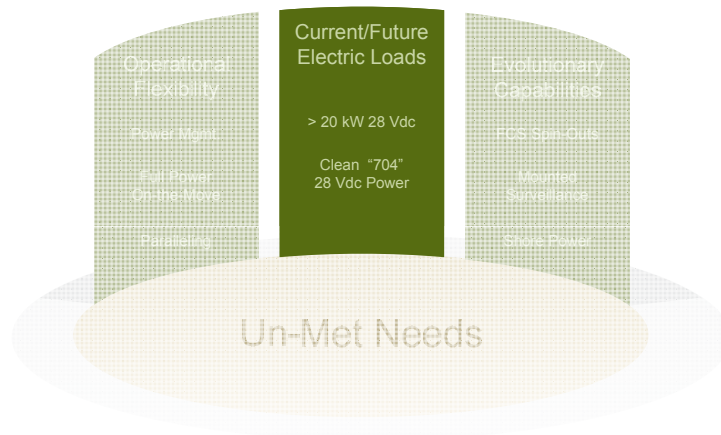 Operational
Flexibility
Power Mgmt.
Full Power
On-the-Move
Paralleling
Current/Future
Electric Loads
> 20 kW 28 Vdc
Clean "704"
28 Vdc Power
Evolutionary
Capabilities
FCS Spin-Outs
Mounted
Surveillance
Shore Power
Un-Met Needs